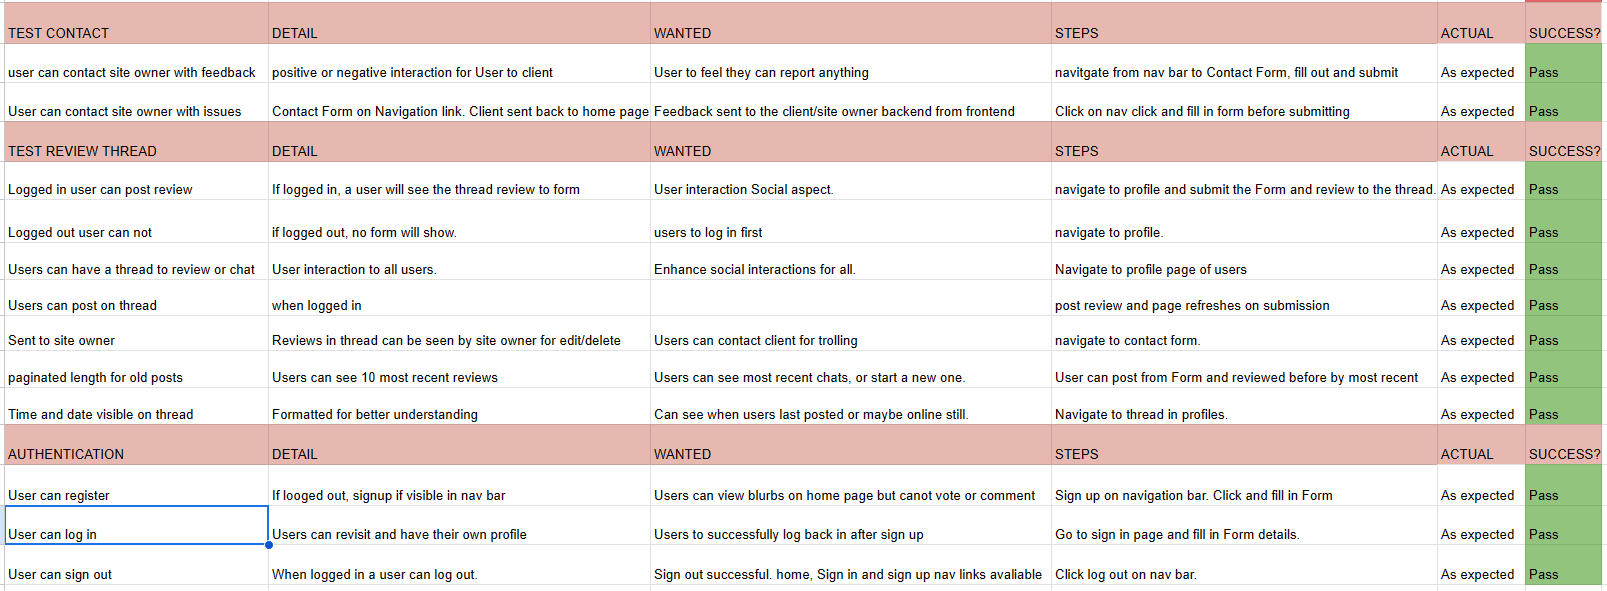 TEST CONTACT DETAIL WANTED STEPS ACTUAL SUCCESS?
user can contact site owner with feedback positive or negative interaction for User to client User to feel they can report anything navitgate from nav bar to Contact Form, fill out and submit As expected Pass
User can contact site owner with issues Contact Form on Navigation link. Client sent back to home page Feedback sent to the client/site owner backend from frontend Click on nav click and fill in form before submitting As expected Pass
TEST REVIEW THREAD DETAIL WANTED STEPS ACTUAL SUCCESS?
Logged in user can post review If logged in, a user will see the thread review to form User interaction Social aspect. navigate to profile and submit the Form and review to the thread. As expected Pass
Logged out user can not if logged out, no form will show. users to log in first navigate to profile. As expected Pass
Users can have a thread to review or chat User interaction to all users. Enhance social interactions for all. Navigate to profile page of users As expected Pass
Users can post on thread when logged in post review and page refreshes on submission As expected Pass
Sent to site owner Reviews in thread can be seen by site owner for edit/delete Users can contact client for trolling navigate to contact form. As expected Pass
paginated length for old posts Users can see 10 most recent reviews Users can see most recent chats, or start a new one. User can post from Form and reviewed before by most recent As expected Pass
Time and date visible on thread Formatted for better understanding Can see when users last posted or maybe online still. Navigate to thread in profiles. As expected Pass
AUTHENTICATION DETAIL WANTED STEPS ACTUAL SUCCESS?
User can register If looged out, signup if visible in nav bar Users can view blurbs on home page but canot vote or comment Sign up on navigation bar. Click and fill in Form As expected Pass
User can log in Users can revisit and have their own profile Users to successfully log back in after sign up Go to sign in page and fill in Form details. As expected Pass
User can sign out When logged in a user can log out. Sign out successful. home, Sign in and sign up nav links avaliable Click log out on nav bar. As expected Pass